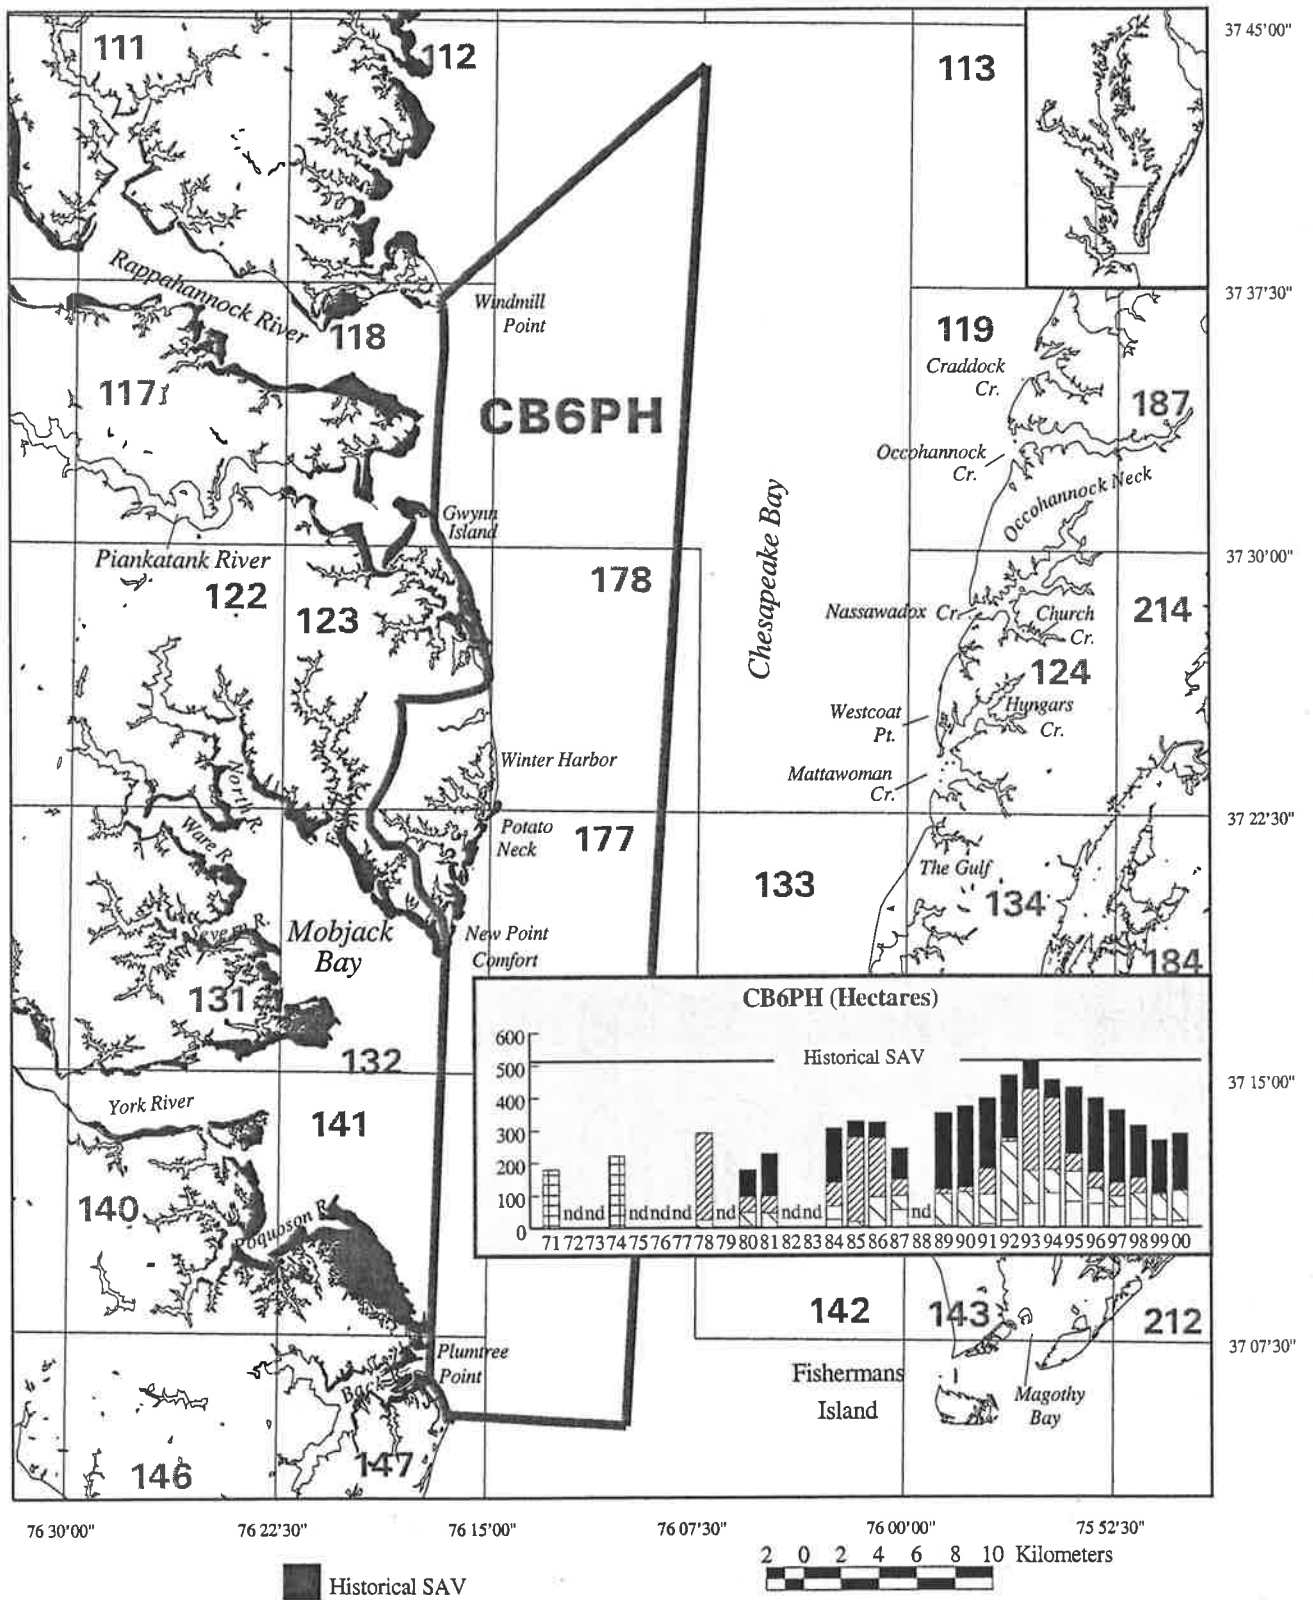 37 45'00"
111
112
113
Rappahannock River
Windmill
Point
37 37'30"
118
119
Craddock
Cr.
117
CB6PH
187
Occohannock
Cr.
Occohannock Neck
Gwynn
Island
Chesapeake Bay
Piankatank River
37 30'00"
122
123
178
Nassawadox Cr.
Church
Cr.
214
124
Westcoat
Pt.
Hungars
Cr.
Winter Harbor
Mattawoman
Cr.
North R.
37 22'30"
Ware R.
Potato
Neck
177
133
The Gulf
134
Severn R.
Mobjack
Bay
New Point
Comfort
184
131
132
CB6PH (Hectares)
600
500
400
300
200
100
0
Historical SAV
nd nd nd nd nd nd nd nd nd
71 72 73 74 75 76 77 78 79 80 81 82 83 84 85 86 87 88 89 90 91 92 93 94 95 96 97 98 99 00
37 15'00"
York River
141
140
Poquoson R.
142
143
212
37 07'30"
Plumtree
Point
Fishermans
Island
Magothy
Bay
146
147
76 30'00" 76 22'30" 76 15'00" 76 07'30" 76 00'00" 75 52'30"
2 0 2 4 6 8 10 Kilometers
Historical SAV